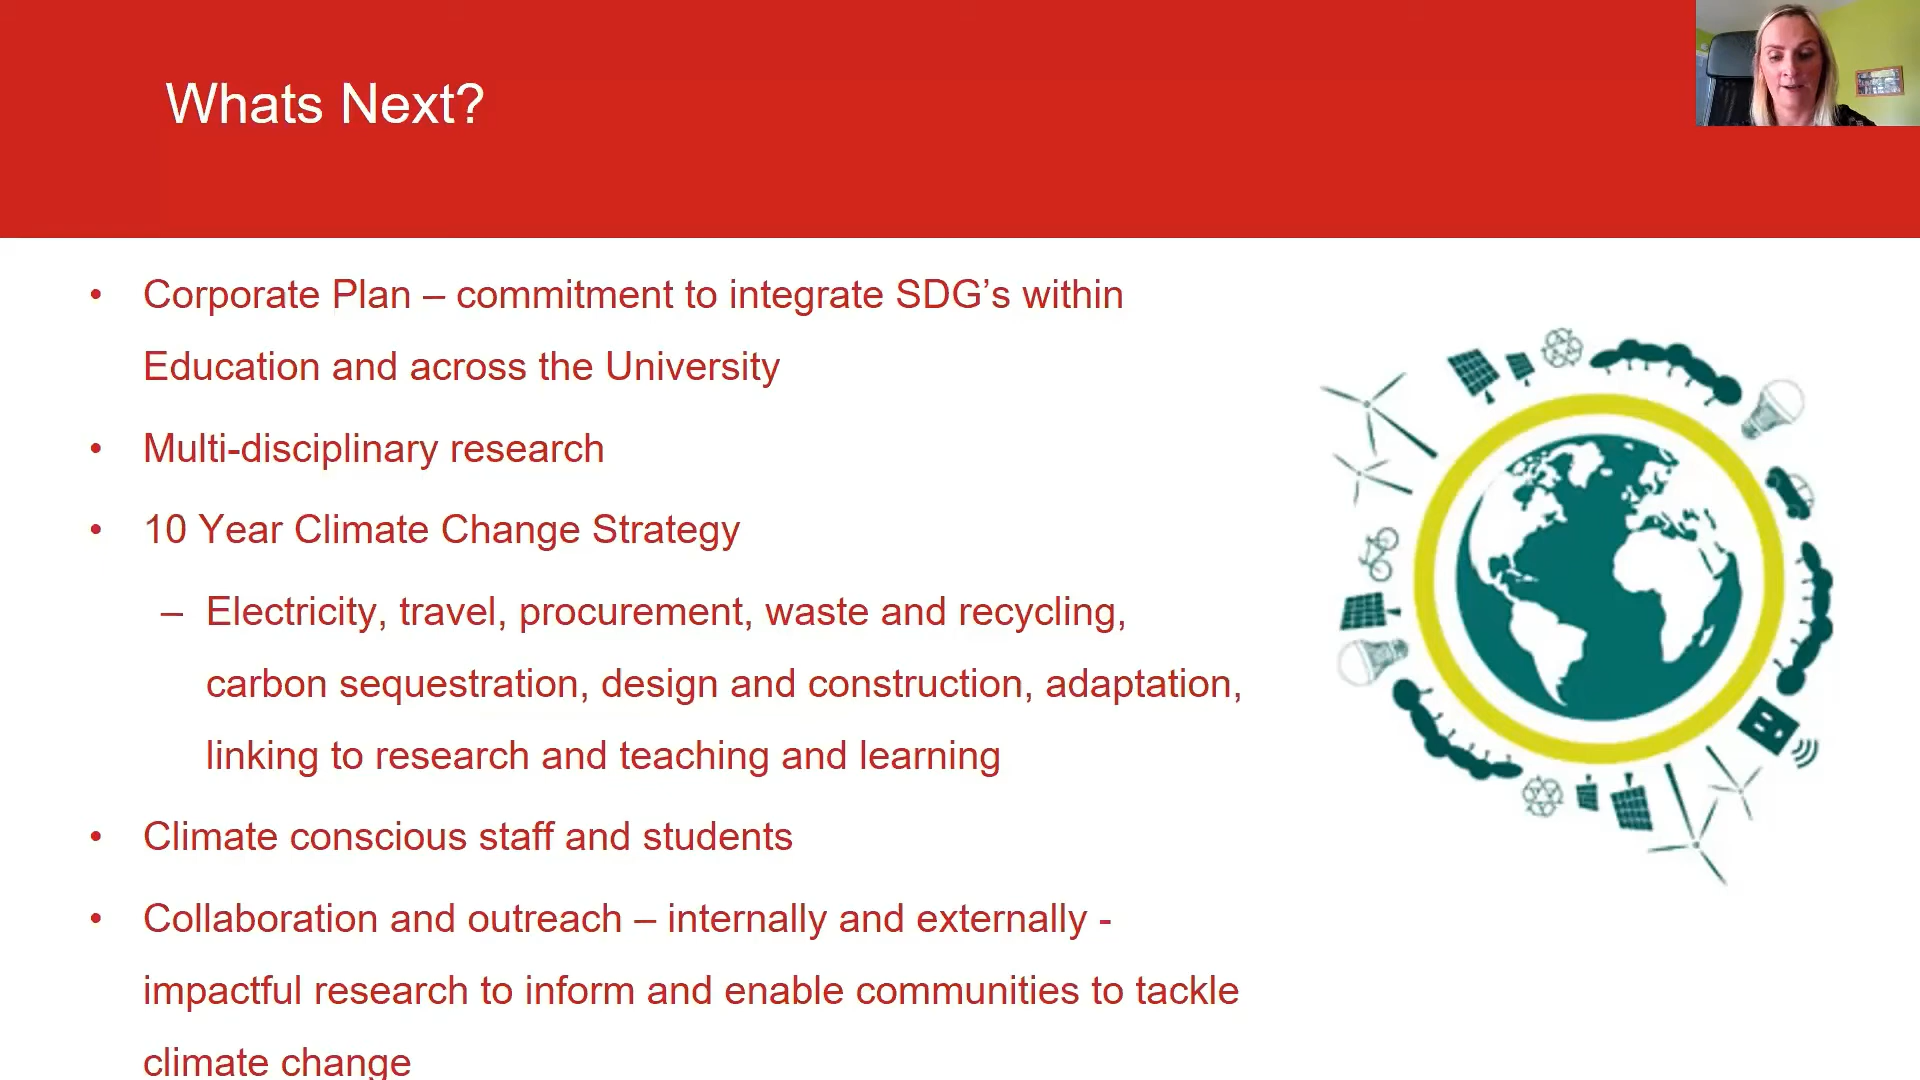 Whats Next?
• Corporate Plan – commitment to integrate SDG’s within
Education and across the University
• Multi-disciplinary research
• 10 Year Climate Change Strategy
– Electricity, travel, procurement, waste and recycling,
carbon sequestration, design and construction, adaptation,
linking to research and teaching and learning
• Climate conscious staff and students
• Collaboration and outreach – internally and externally -
impactful research to inform and enable communities to tackle
climate change